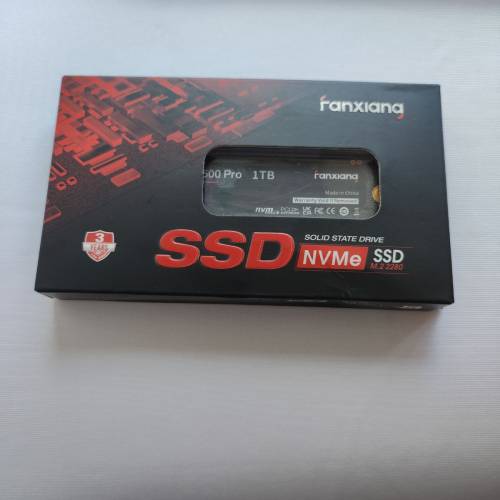 Fanxiang
500 Pro 1TB
Fanxiang
Made in China
Warranty Void If Removed
nvm
3
YEARS
SSD
SOLID STATE DRIVE
NVMe SSD
M.2 2280